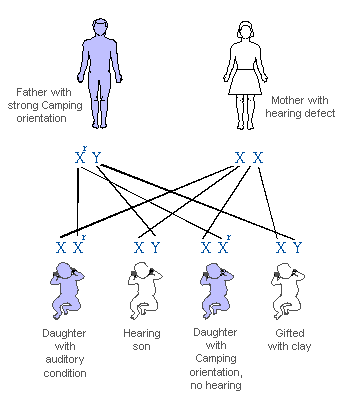 Father with
strong Camping
orientation
Mother with
hearing defect
X r Y
X X
X X r
X Y
X X r
X Y
Daughter
with
auditory
condition
Hearing
son
Daughter
with
Camping
orientation,
no hearing
Gifted
with clay